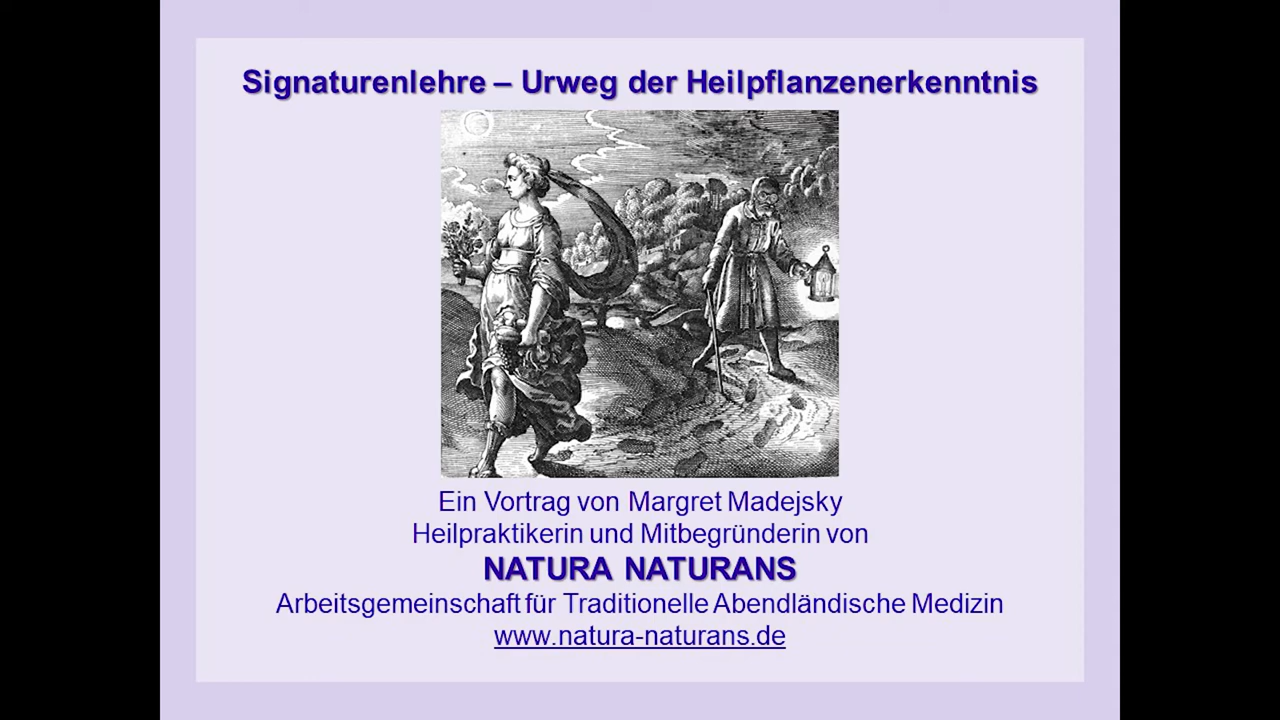 Signaturenlehre – Urweg der Heilpflanzenerkenntnis
Ein Vortrag von Margret Madejsky
Heilpraktikerin und Mitbegründerin von
NATURA NATURANS
Arbeitsgemeinschaft für Traditionelle Abendländische Medizin
www.natura-naturans.de